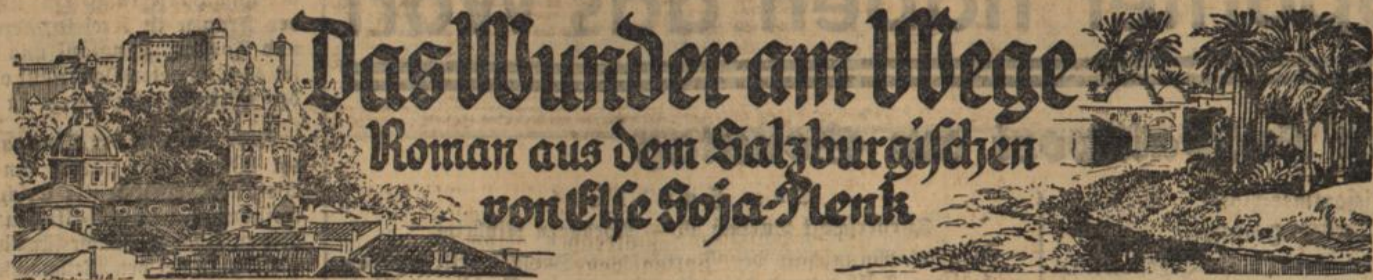 Das Wunder am Wege
Roman aus dem Salzburgischen
von Else Soja-Plenk